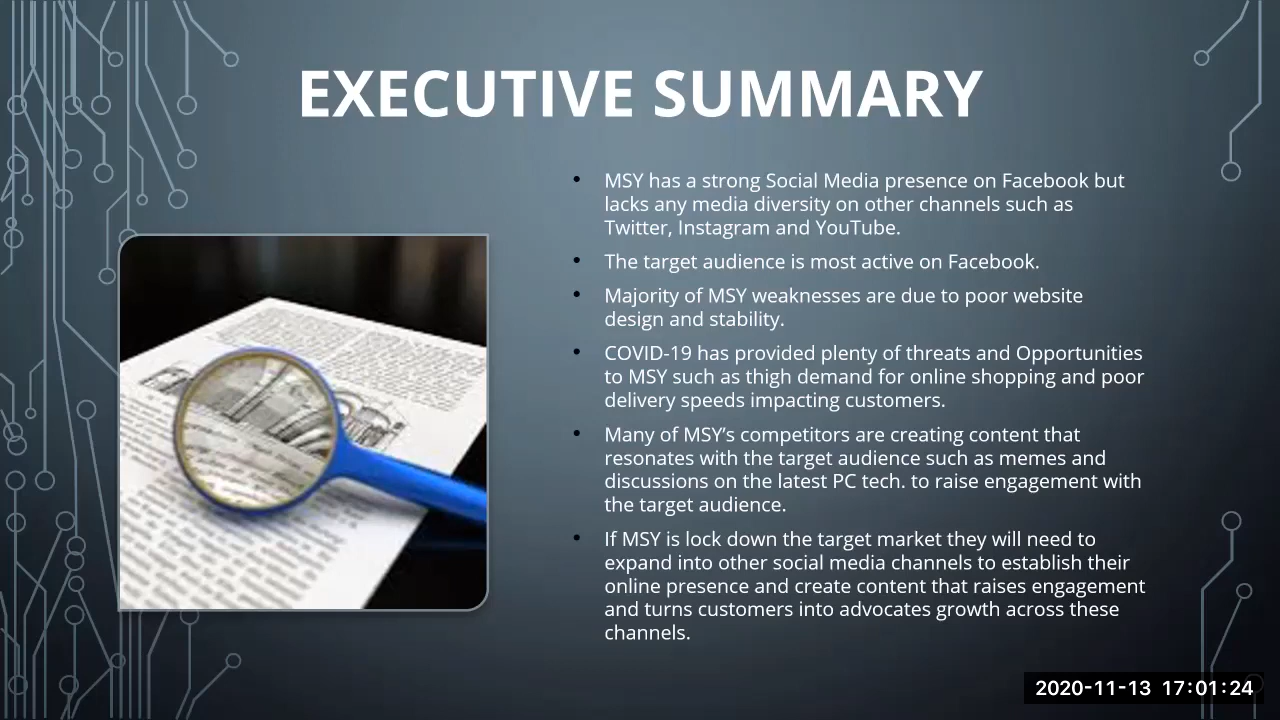 EXECUTIVE SUMMARY
• MSY has a strong Social Media presence on Facebook but
lacks any media diversity on other channels such as
Twitter, Instagram and YouTube.
• The target audience is most active on Facebook.
• Majority of MSY weaknesses are due to poor website
design and stability.
• COVID-19 has provided plenty of threats and Opportunities
to MSY such as thigh demand for online shopping and poor
delivery speeds impacting customers.
• Many of MSY’s competitors are creating content that
resonates with the target audience such as memes and
discussions on the latest PC tech. to raise engagement with
the target audience.
• If MSY is lock down the target market they will need to
expand into other social media channels to establish their
online presence and create content that raises engagement
and turns customers into advocates growth across these
channels.
2020-11-13 17:01:24